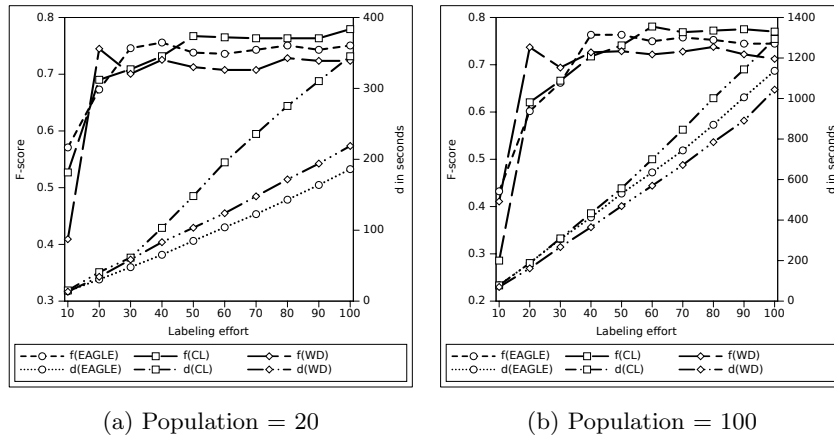 0.8
0.7
0.6
0.5
0.4
0.3
F-score
400
300
200
100
0
d in seconds
10 20 30 40 50 60 70 80 90 100
Labeling effort
f(EAGLE) f(CL) f(WD)
d(EAGLE) d(CL) d(WD)
(a) Population = 20
0.8
0.7
0.6
0.5
0.4
0.3
0.2
F-score
1400
1200
1000
800
600
400
200
0
d in seconds
10 20 30 40 50 60 70 80 90 100
Labeling effort
f(EAGLE) f(CL) f(WD)
d(EAGLE) d(CL) d(WD)
(b) Population = 100